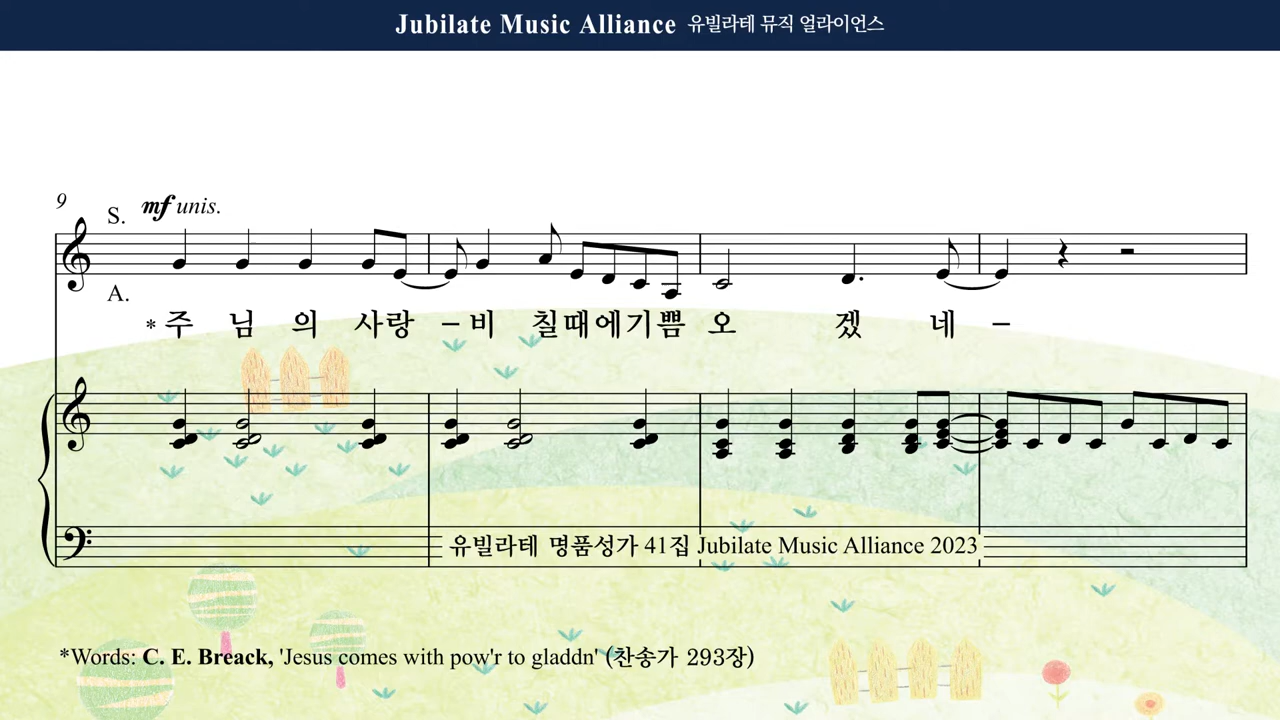 Jubilate Music Alliance 유빌라테 뮤직 얼라이언스
9
S. mf unis.
A.
*주 님 의 사랑 – 비 칠때에기쁨 오 겠 네 –
유빌라테 명품성가 41집 Jubilate Music Alliance 2023
*Words: C. E. Breack, 'Jesus comes with pow'r to gladdn' (찬송가 293장)